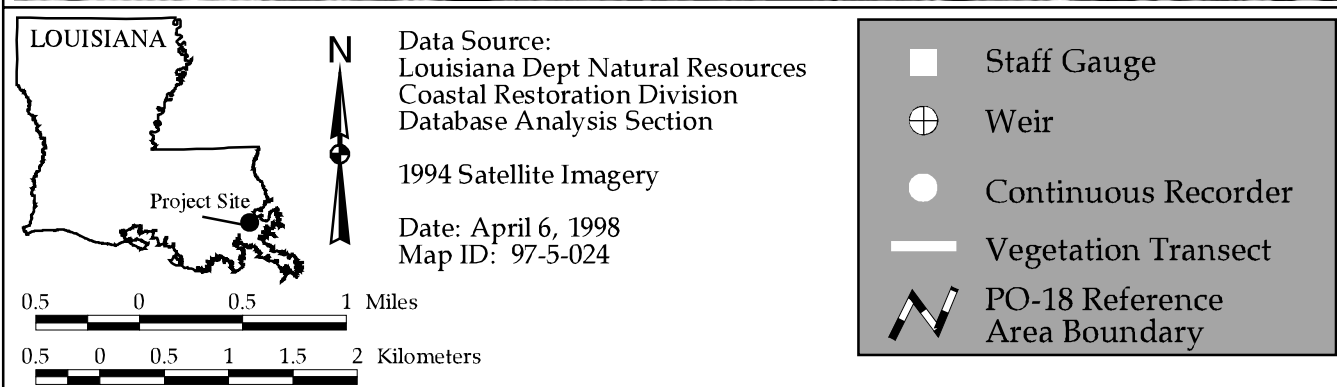 LOUISIANA
Project Site
N
Data Source:
Louisiana Dept Natural Resources
Coastal Restoration Division
Database Analysis Section
1994 Satellite Imagery
Date: April 6, 1998
Map ID: 97-5-024
0.5 0 0.5 1 Miles
0.5 0 0.5 1 1.5 2 Kilometers
Staff Gauge
Weir
Continuous Recorder
Vegetation Transect
PO-18 Reference
Area Boundary